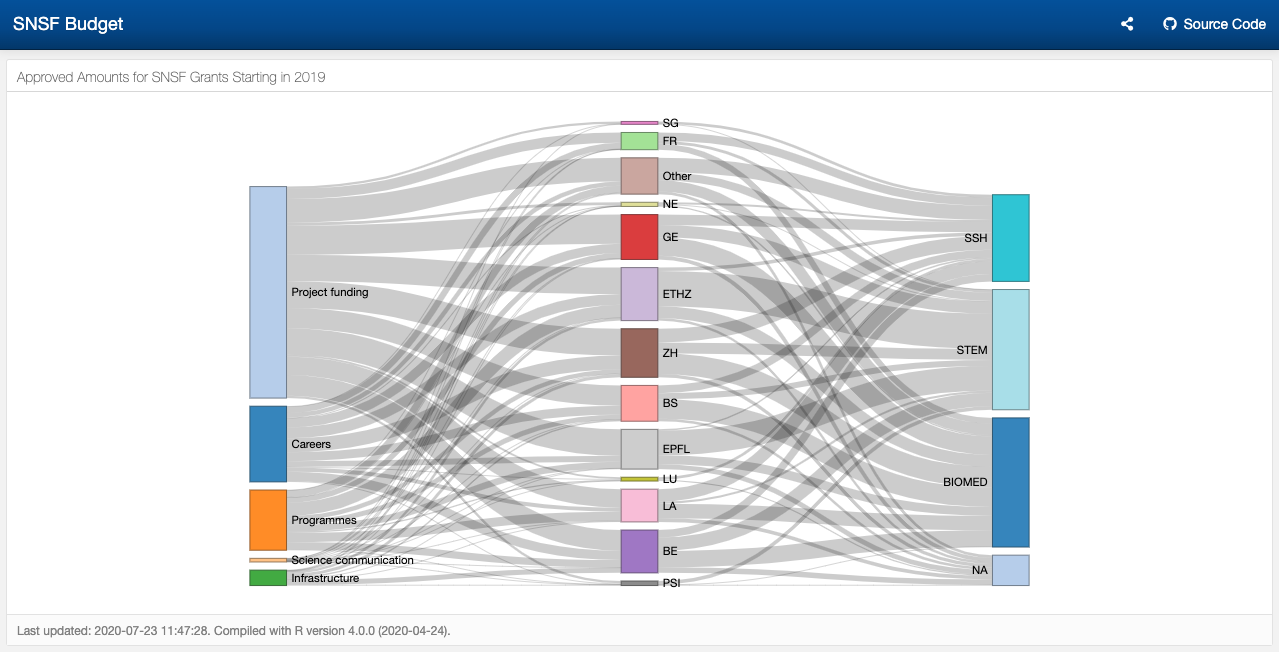 SNSF Budget
Source Code
Approved Amounts for SNSF Grants Starting in 2019
Project funding
Careers
Programmes
Science communication
Infrastructure
SG
FR
Other
NE
GE
ETHZ
ZH
BS
EPFL
LU
LA
BE
PSI
SSH
STEM
BIOMED
NA
Last updated: 2020-07-23 11:47:28. Compiled with R version 4.0.0 (2020-04-24).